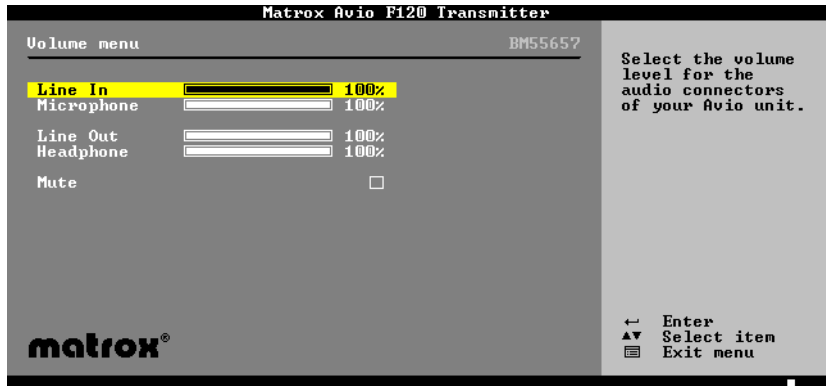 Matrox Avio F120 Transmitter
Volume menu BM55657
Line In 100%
Microphone 100%
Line Out 100%
Headphone 100%
Mute
Select the volume
level for the
audio connectors
of your Avio unit.
Enter
Select item
Exit menu
matrox®